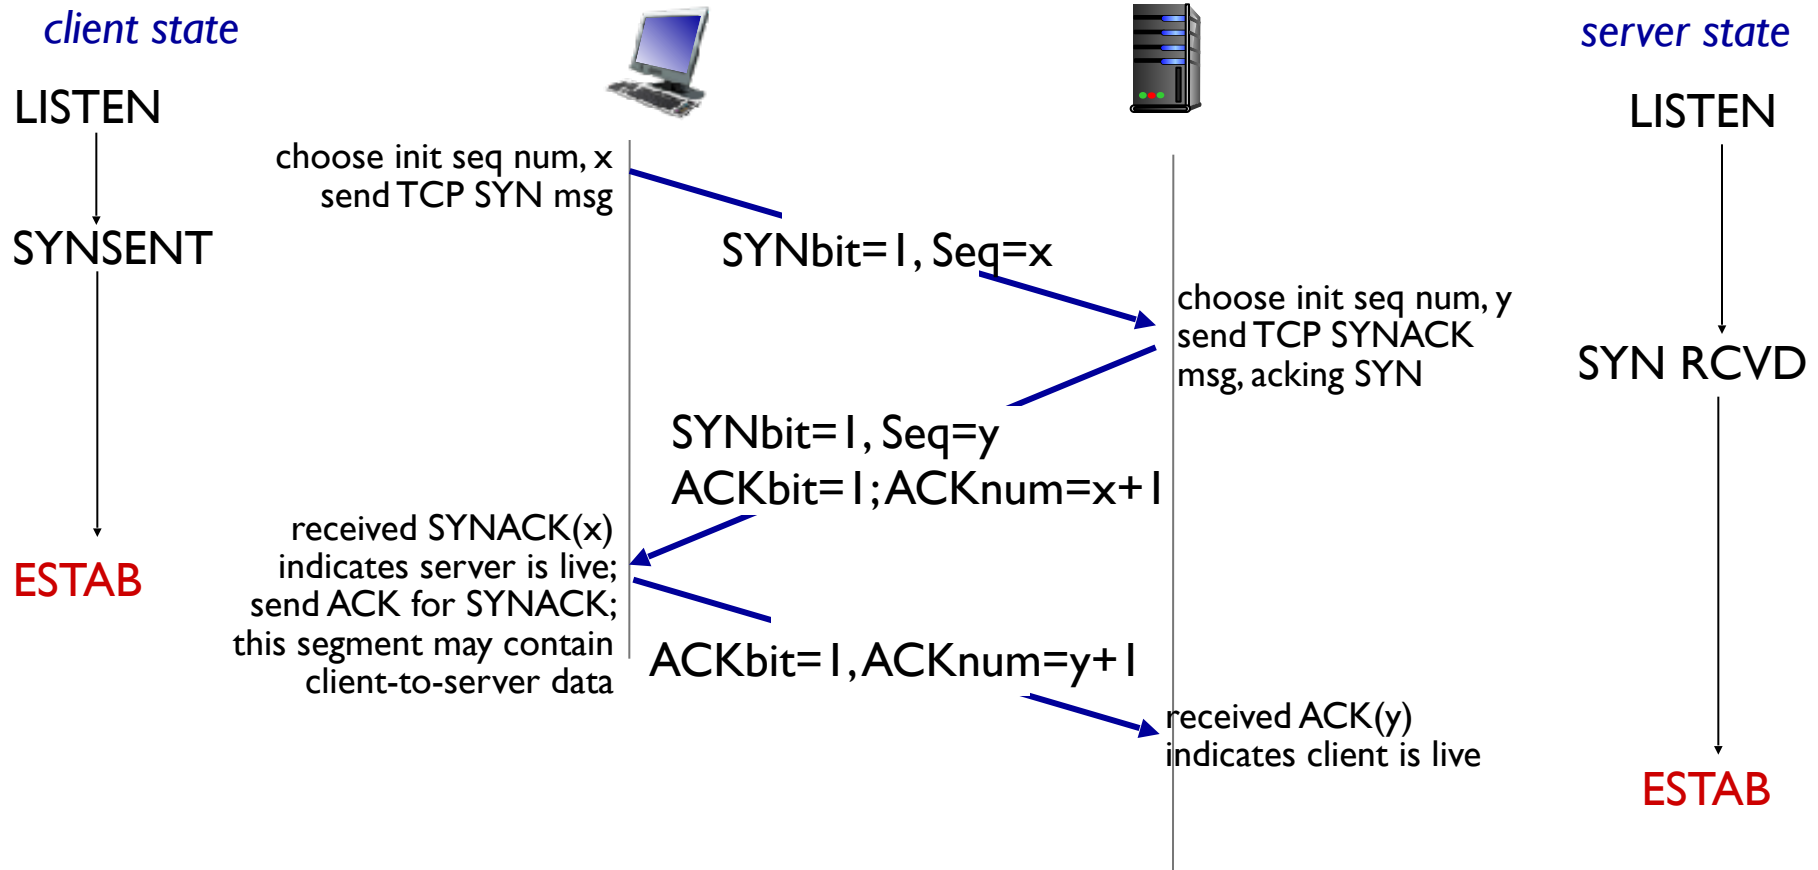 client state
server state
LISTEN
LISTEN
choose init seq num, x
send TCP SYN msg
SYNSENT
SYNbit=1, Seq=x
choose init seq num, y
send TCP SYNACK
msg, acking SYN
SYN RCVD
SYNbit=1, Seq=y
ACKbit=1; ACKnum=x+1
received SYNACK(x)
indicates server is live;
send ACK for SYNACK;
this segment may contain
client-to-server data
ESTAB
ACKbit=1, ACKnum=y+1
received ACK(y)
indicates client is live
ESTAB